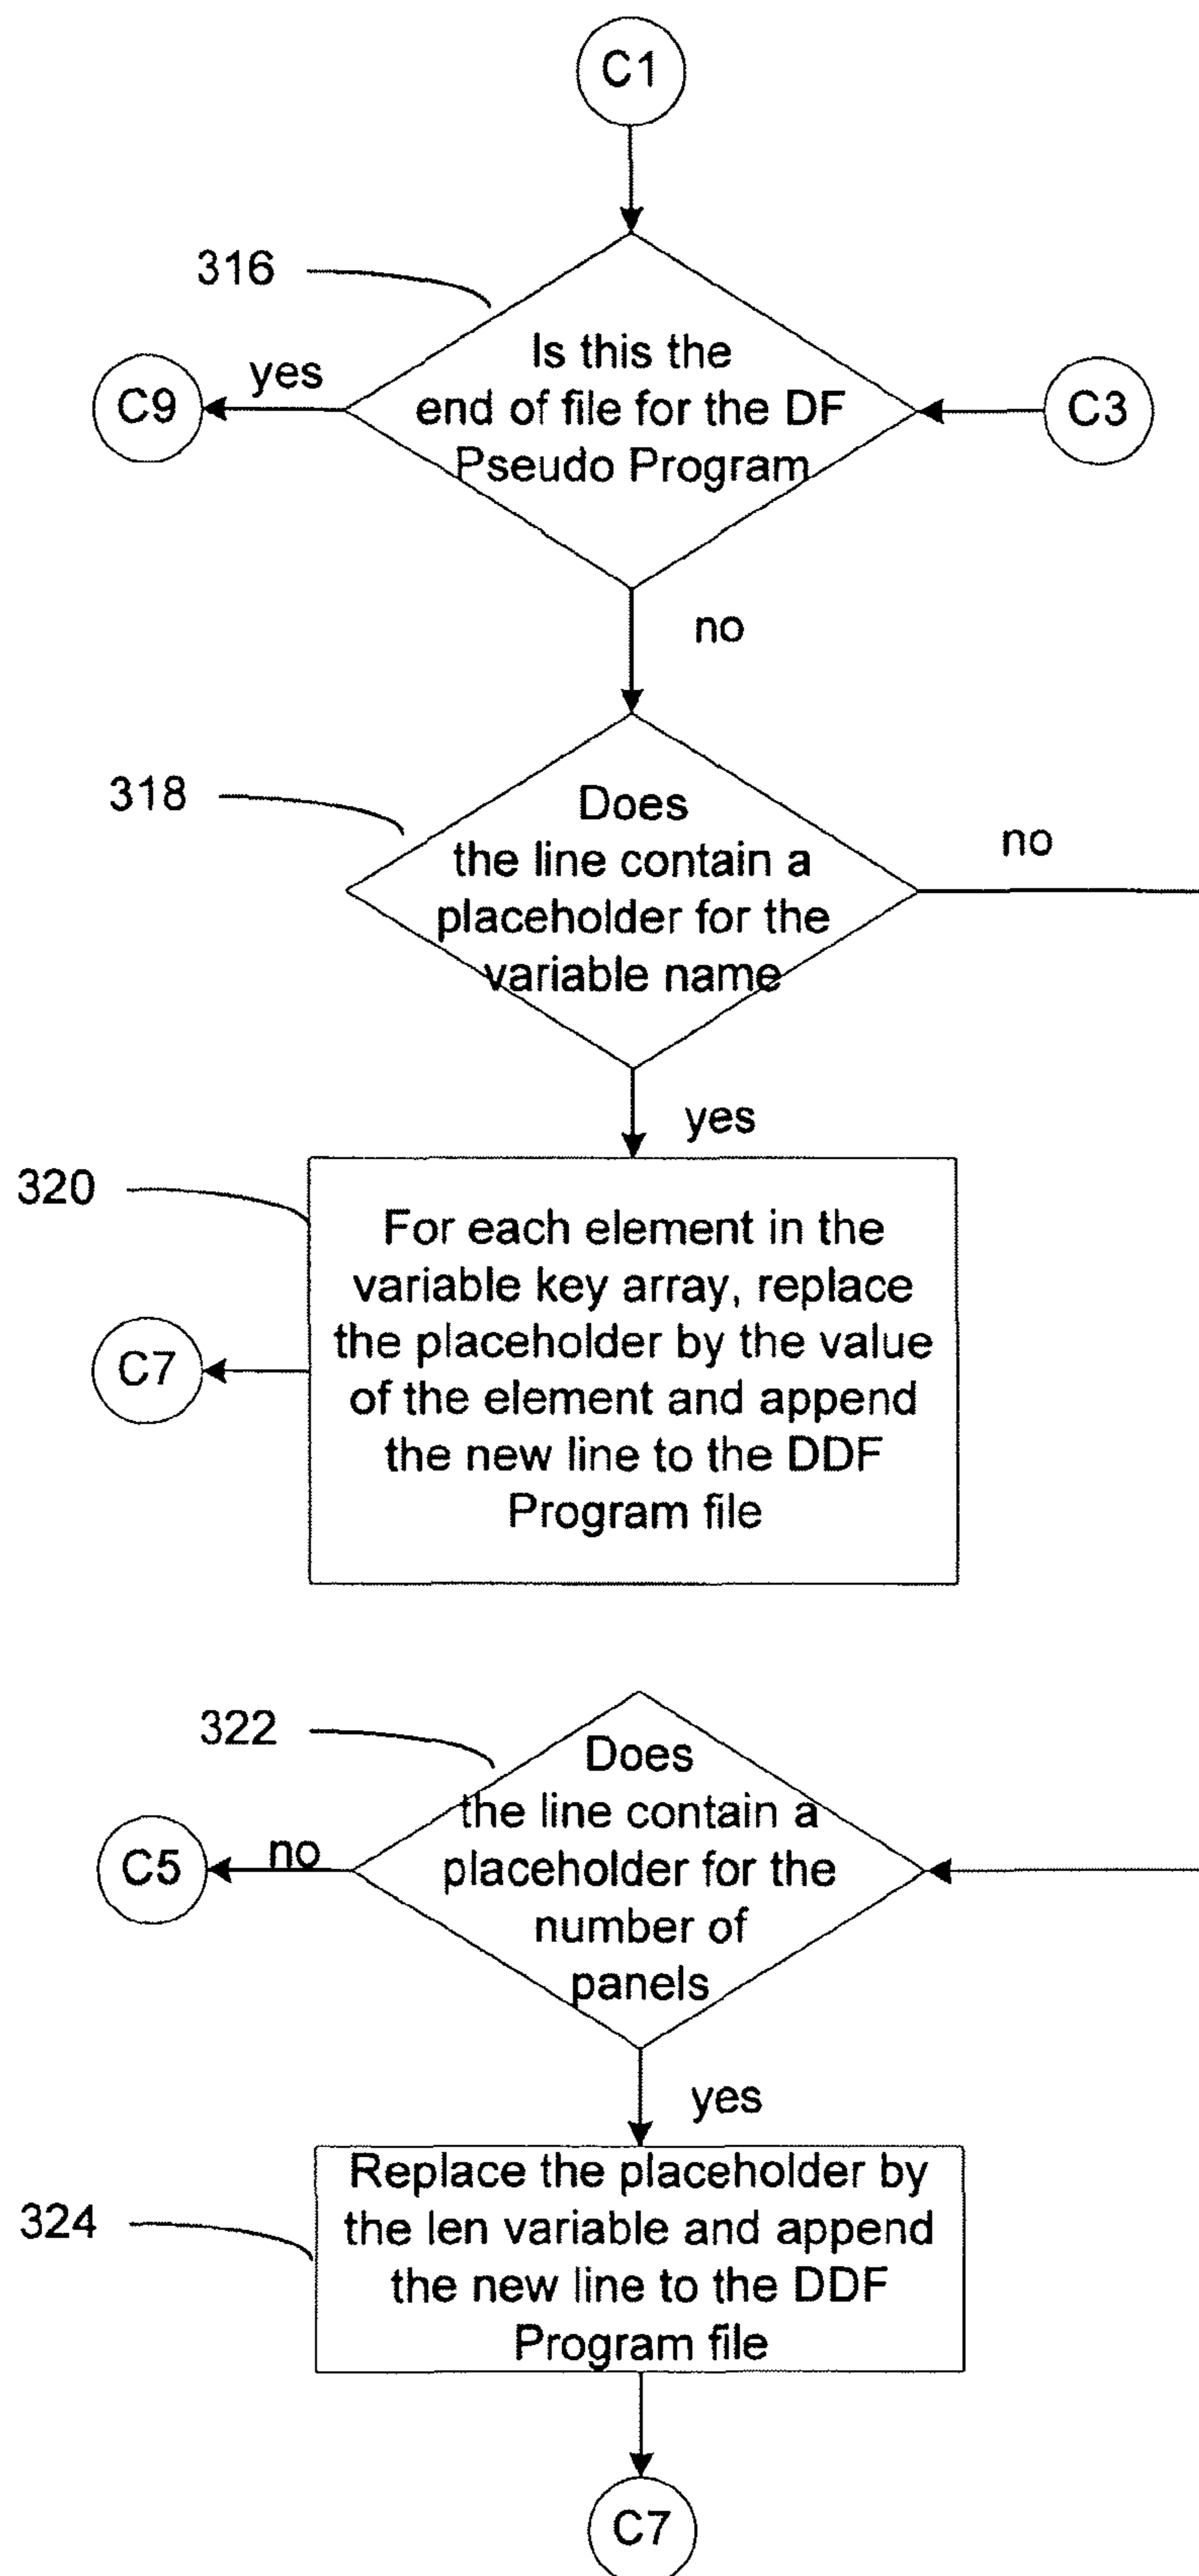 C1
316
Is this the
end of file for the DF
Pseudo Program
yes
C9
C3
no
318
Does
the line contain a
placeholder for the
variable name
no
yes
320
For each element in the
variable key array, replace
the placeholder by the value
of the element and append
the new line to the DDF
Program file
C7
322
Does
the line contain a
placeholder for the
number of
panels
no
C5
yes
324
Replace the placeholder by
the len variable and append
the new line to the DDF
Program file
C7